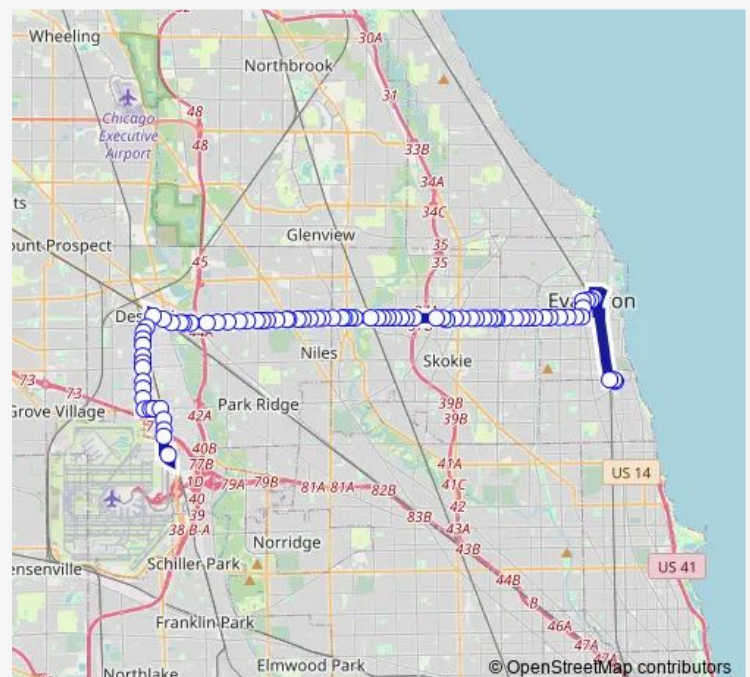 30A
Wheeling
Northbrook
31
Chicago
Executive
Airport
48
48
33B
34A
34C
ts
ount Prospect
Glenview
35
35
45
Niles
Skokie
73
73
Grove Village
Park Ridge
42A
39B
39B
40B
77B
1D
79A
79B
81A
81A
82B
41A
41C
US 14
40
39
38 B-A
83B
42
43A
43B
Norridge
ensenville
Schiller Park
44B
B
US 41
Franklin Park
46A
47A
Northlake
Elmwood Park
© OpenStreetMap contributors